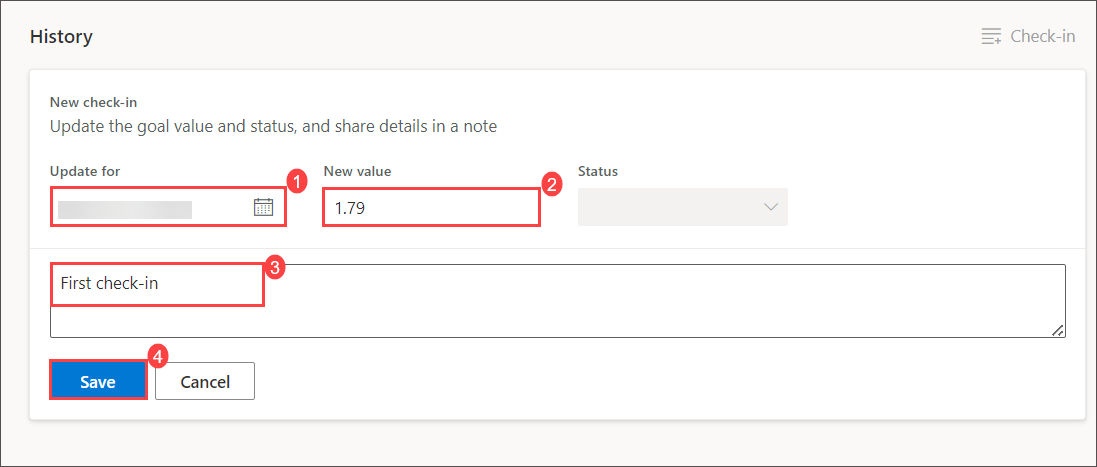 History
Check-in
New check-in
Update the goal value and status, and share details in a note
Update for 1
New value 2
Status
1.79
First check-in 3
Save 4
Cancel